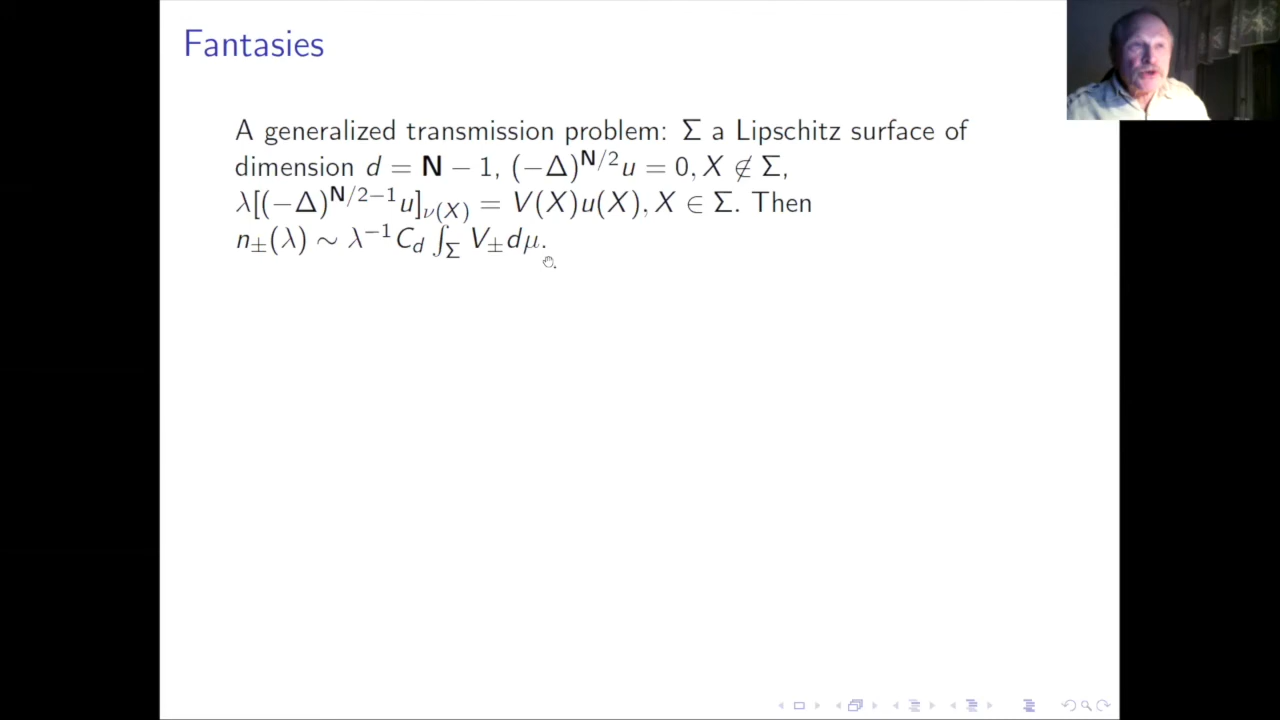 Fantasies
A generalized transmission problem: Σ a Lipschitz surface of
dimension d = N − 1, (−Δ)^{N/2}u = 0, X ∉ Σ,
λ[(−Δ)^{N/2−1}u]_{ν(X)} = V(X)u(X), X ∈ Σ. Then
n_±(λ) ∼ λ^{−1}C_d ∫_Σ V_± dμ.